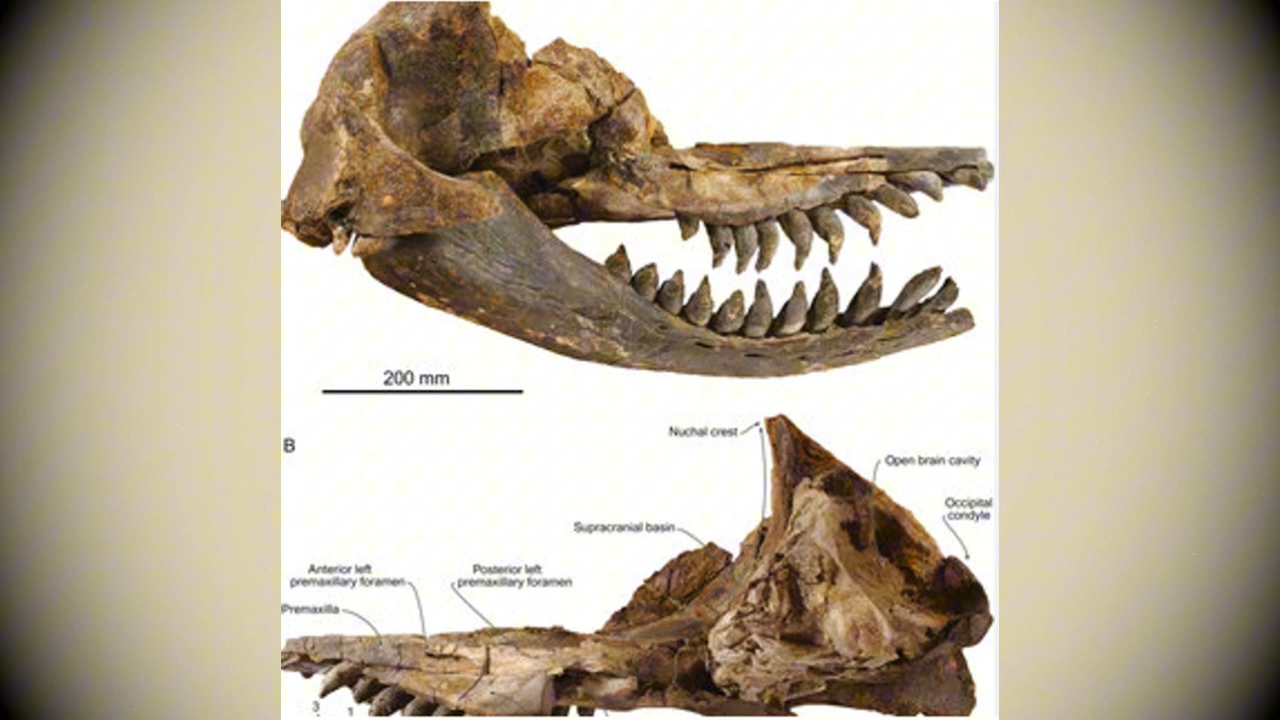 200 mm
B
Nuchal crest
Open brain cavity
Occipital
condyle
Supracranial basin
Anterior left
premaxillary foramen
Posterior left
premaxillary foramen
Premaxilla
3
1